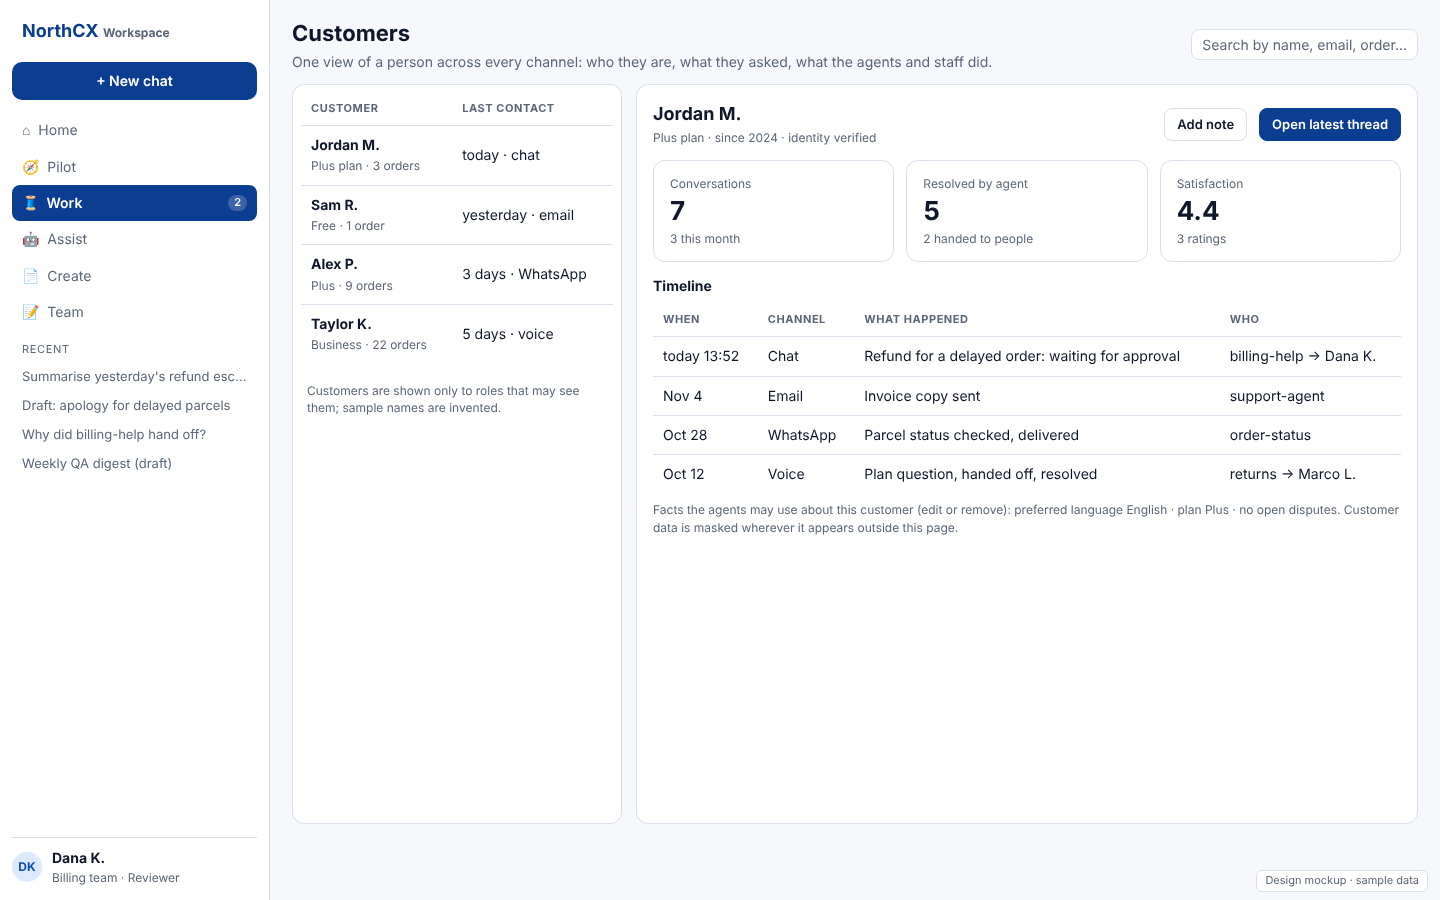 NorthCX Workspace
+ New chat
Home
Pilot
Work 2
Assist
Create
Team
RECENT
Summarise yesterday's refund esc...
Draft: apology for delayed parcels
Why did billing-help hand off?
Weekly QA digest (draft)
DK
Dana K.
Billing team · Reviewer
Customers
One view of a person across every channel: who they are, what they asked, what the agents and staff did.
Search by name, email, order...
CUSTOMER LAST CONTACT
Jordan M.
Plus plan · 3 orders
today · chat
Sam R.
Free · 1 order
yesterday · email
Alex P.
Plus · 9 orders
3 days · WhatsApp
Taylor K.
Business · 22 orders
5 days · voice
Customers are shown only to roles that may see
them; sample names are invented.
Jordan M.
Plus plan · since 2024 · identity verified
Add note
Open latest thread
Conversations
7
3 this month
Resolved by agent
5
2 handed to people
Satisfaction
4.4
3 ratings
Timeline
WHEN CHANNEL WHAT HAPPENED WHO
today 13:52 Chat Refund for a delayed order: waiting for approval billing-help → Dana K.
Nov 4 Email Invoice copy sent support-agent
Oct 28 WhatsApp Parcel status checked, delivered order-status
Oct 12 Voice Plan question, handed off, resolved returns → Marco L.
Facts the agents may use about this customer (edit or remove): preferred language English · plan Plus · no open disputes. Customer
data is masked wherever it appears outside this page.
Design mockup · sample data